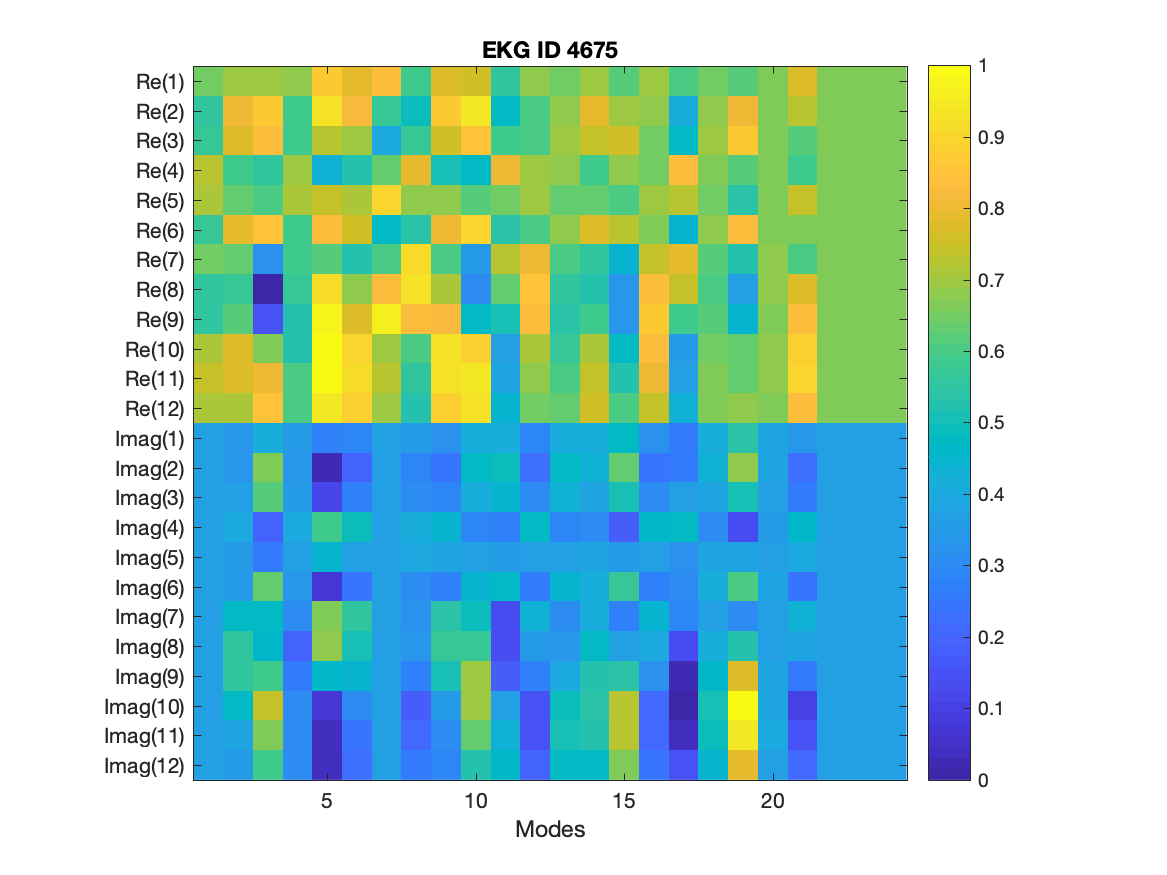 EKG ID 4675
Re(1)
Re(2)
Re(3)
Re(4)
Re(5)
Re(6)
Re(7)
Re(8)
Re(9)
Re(10)
Re(11)
Re(12)
Imag(1)
Imag(2)
Imag(3)
Imag(4)
Imag(5)
Imag(6)
Imag(7)
Imag(8)
Imag(9)
Imag(10)
Imag(11)
Imag(12)
5 10 15 20
Modes
1
0.9
0.8
0.7
0.6
0.5
0.4
0.3
0.2
0.1
0